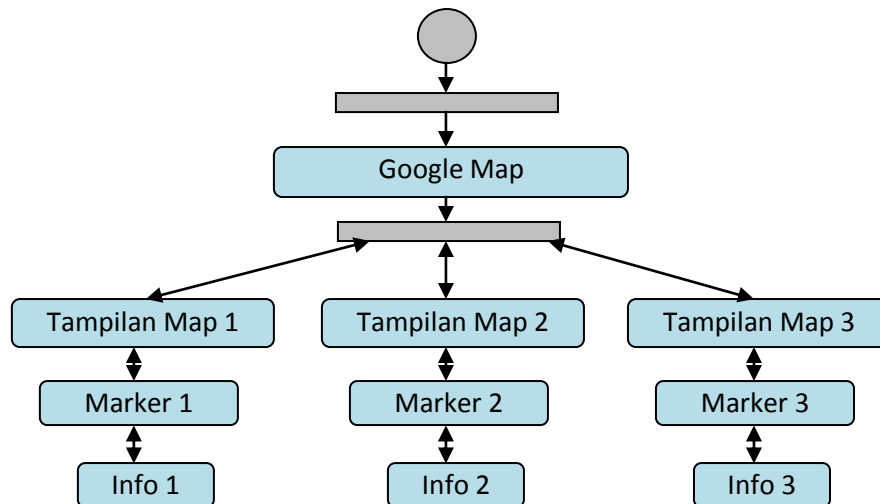 Google Map
Tampilan Map 1
Tampilan Map 2
Tampilan Map 3
Marker 1
Marker 2
Marker 3
Info 1
Info 2
Info 3